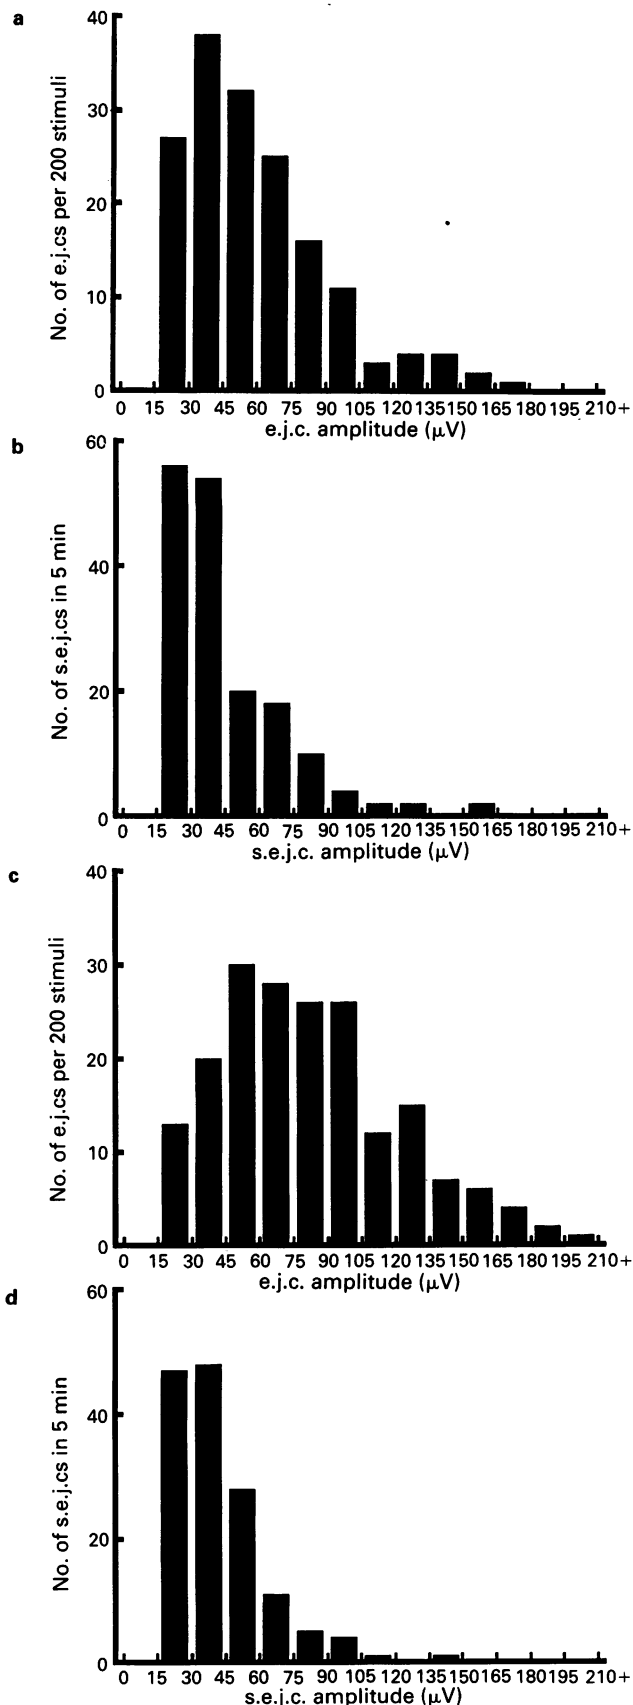 a
No. of e.j.cs per 200 stimuli
40
30
20
10
0
0 15 30 45 60 75 90 105 120 135 150 165 180 195 210+
e.j.c. amplitude (μV)
b
No. of s.e.j.cs in 5 min
60
40
20
0
0 15 30 45 60 75 90 105 120 135 150 165 180 195 210+
s.e.j.c. amplitude (μV)
c
No. of e.j.cs per 200 stimuli
40
30
20
10
0
0 15 30 45 60 75 90 105 120 135 150 165 180 195 210+
e.j.c. amplitude (μV)
d
No. of s.e.j.cs in 5 min
60
40
20
0
0 15 30 45 60 75 90 105 120 135 150 165 180 195 210+
s.e.j.c. amplitude (μV)